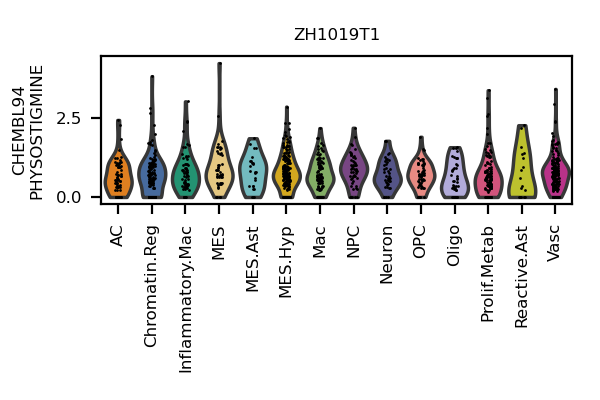 ZH1019T1
CHEMBL94
PHYSOSTIGMINE
2.5
0.0
AC
Chromatin.Reg
Inflammatory.Mac
MES
MES.Ast
MES.Hyp
Mac
NPC
Neuron
OPC
Oligo
Prolif.Metab
Reactive.Ast
Vasc